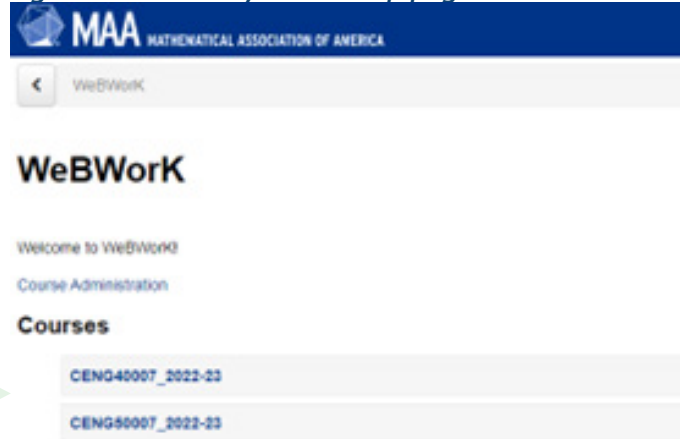 MAA MATHEMATICAL ASSOCIATION OF AMERICA
WeBWorK
WeBWorK
Welcome to WeBWorK!
Course Administration
Courses
CENG40007_2022-23
CENG50007_2022-23